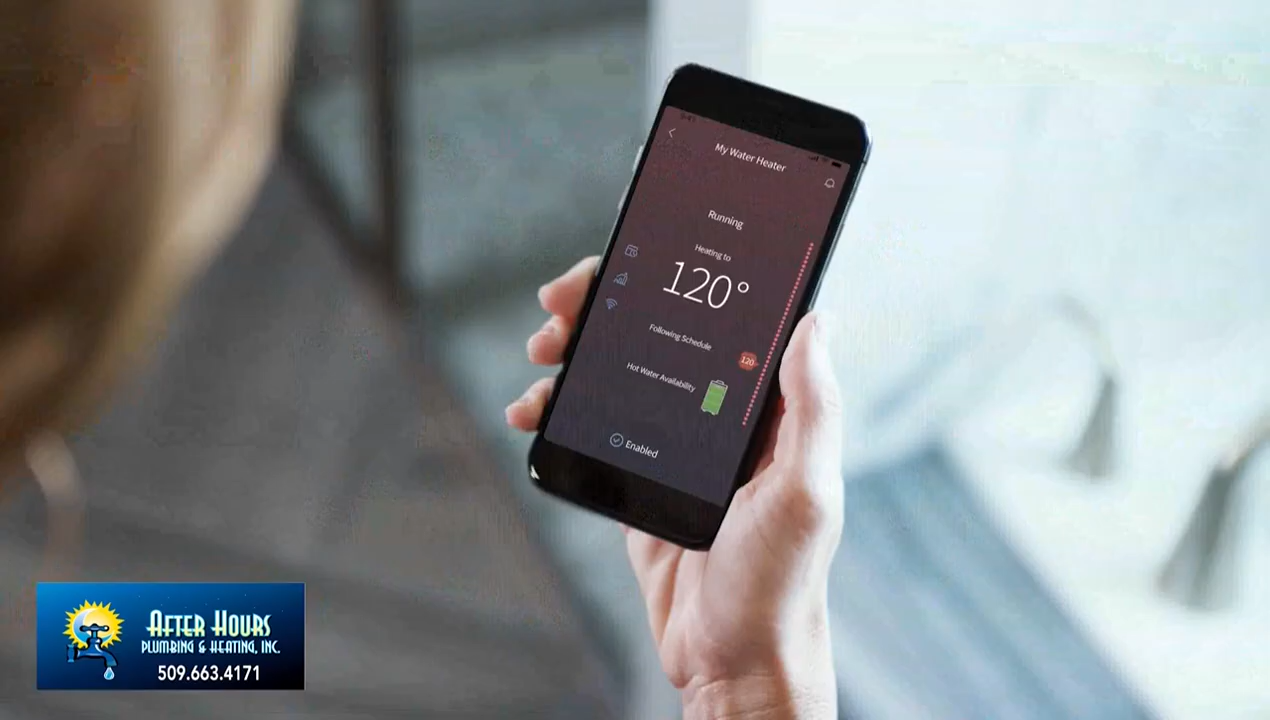 My Water Heater
Running
Heating to
120°
Following Schedule
120
Hot Water Availability
Enabled
AFTER HOURS
PLUMBING & HEATING, INC.
509.663.4171